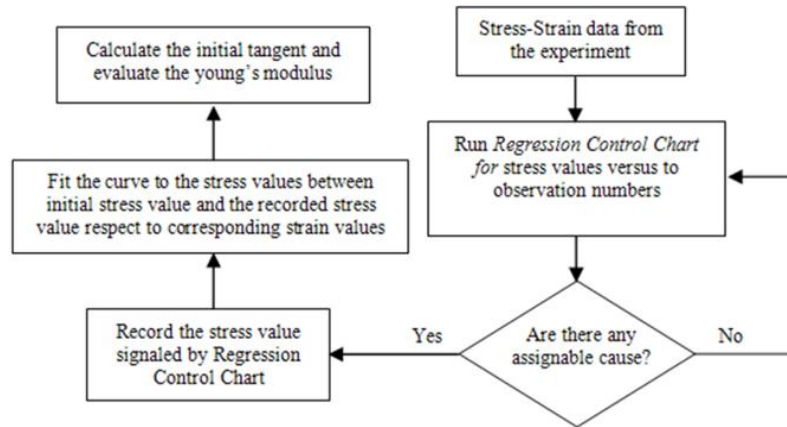 Stress-Strain data from
the experiment
Run Regression Control Chart
for stress values versus to
observation numbers
Are there any
assignable cause?
Yes
No
Record the stress value
signaled by Regression
Control Chart
Fit the curve to the stress values between
initial stress value and the recorded stress
value respect to corresponding strain values
Calculate the initial tangent and
evaluate the young’s modulus